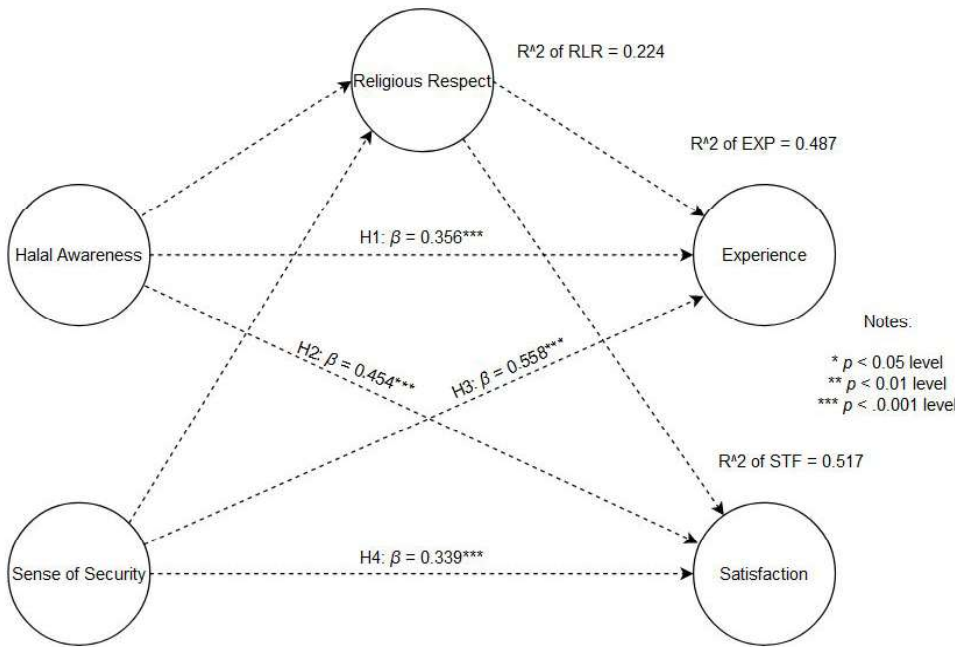 R^2 of RLR = 0.224
Religious Respect
R^2 of EXP = 0.487
H1: β = 0.356***
Halal Awareness
Experience
Notes:
H2: β = 0.454***
H3: β = 0.558***
* p < 0.05 level
** p < 0.01 level
*** p < .0.001 level
R^2 of STF = 0.517
H4: β = 0.339***
Sense of Security
Satisfaction